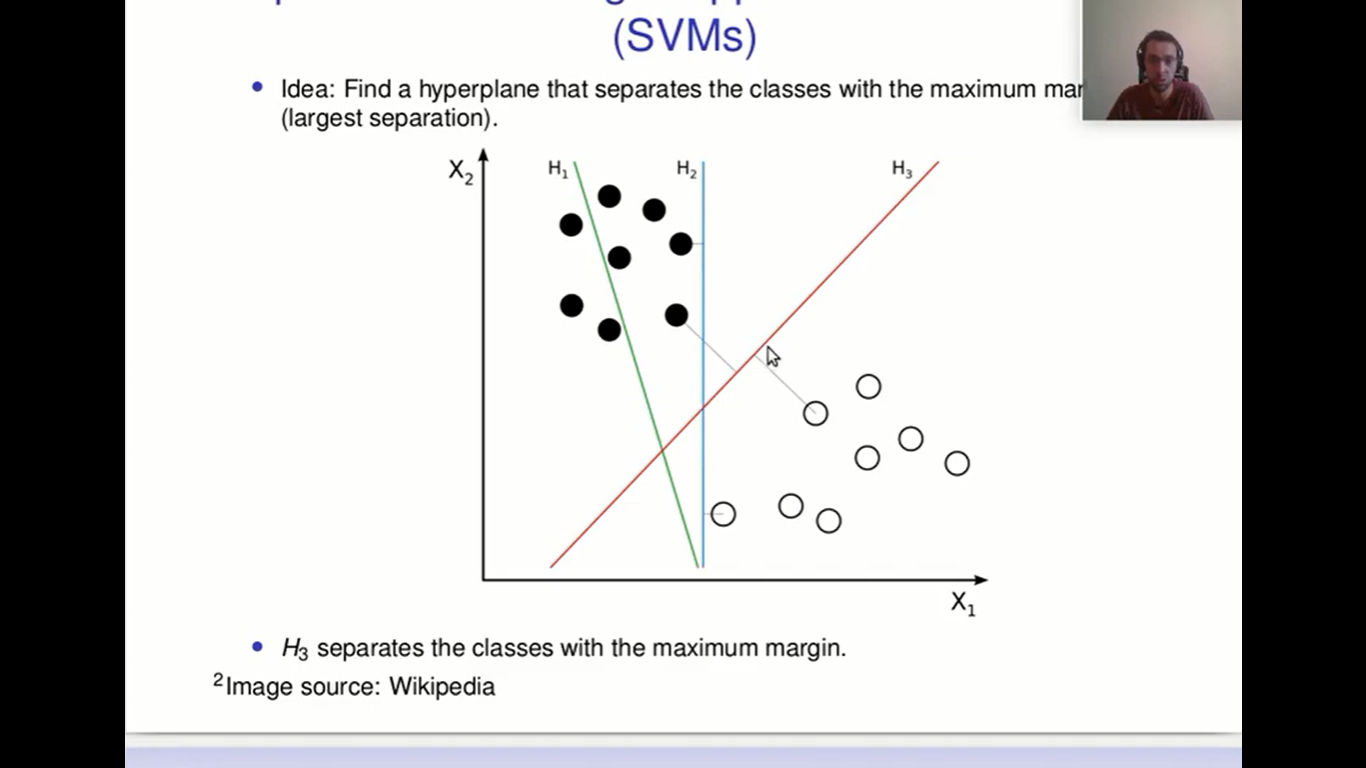 (SVMs)
• Idea: Find a hyperplane that separates the classes with the maximum
(largest separation).
X₂ H₁ H₂ H₃
X₁
• H₃ separates the classes with the maximum margin.
²Image source: Wikipedia